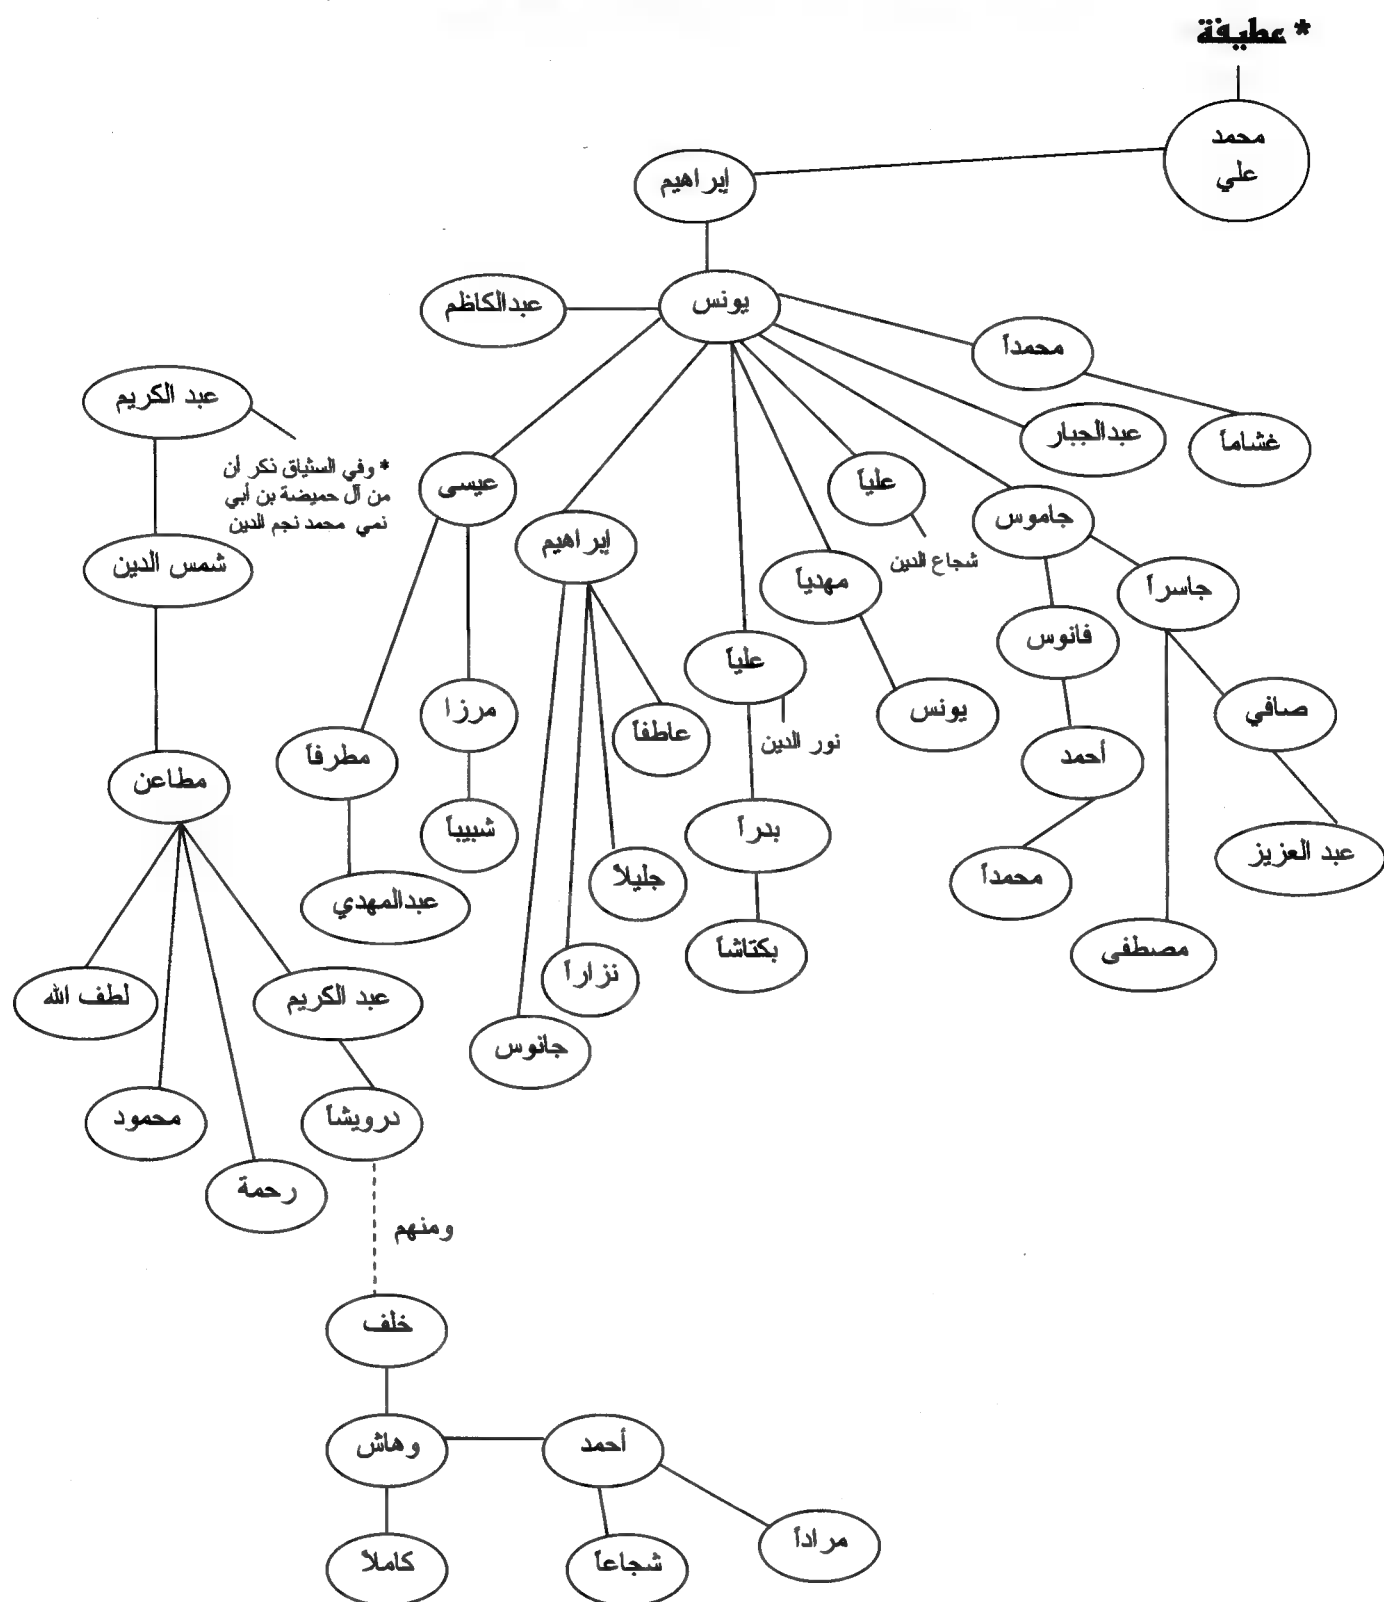 * عطيفة
محمد
علي
إبراهيم
يونس
عبدالكاظم
محمداً
غشاماً
عبدالجبار
عبد الكريم
* وفي السثياق ذكر أن
من آل حميضة بن أبي
نمي محمد نجم الدين
عيسى
علياً
شجاع الدين
جاموس
إبراهيم
شمس الدين
مهدياً
جاسراً
فانوس
علياً
نور الدين
يونس
صافي
مرزا
عاطفاً
مطرفاً
أحمد
مطاعن
شبيباً
بدراً
عبد العزيز
جليلاً
محمداً
عبدالمهدي
بكتاشاً
مصطفى
نزاراً
عبد الكريم
لطف الله
جانوس
درويشاً
محمود
رحمة
ومنهم
خلف
وهاش
أحمد
مراداً
شجاعاً
كاملاً